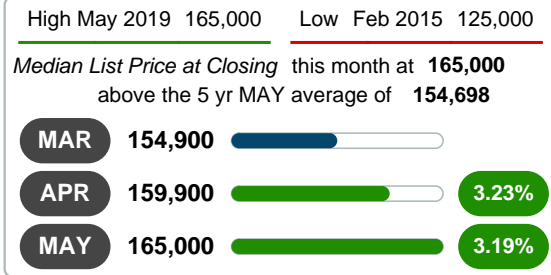 High May 2019 165,000 Low Feb 2015 125,000
Median List Price at Closing this month at 165,000
above the 5 yr MAY average of 154,698
MAR 154,900
APR 159,900 3.23%
MAY 165,000 3.19%